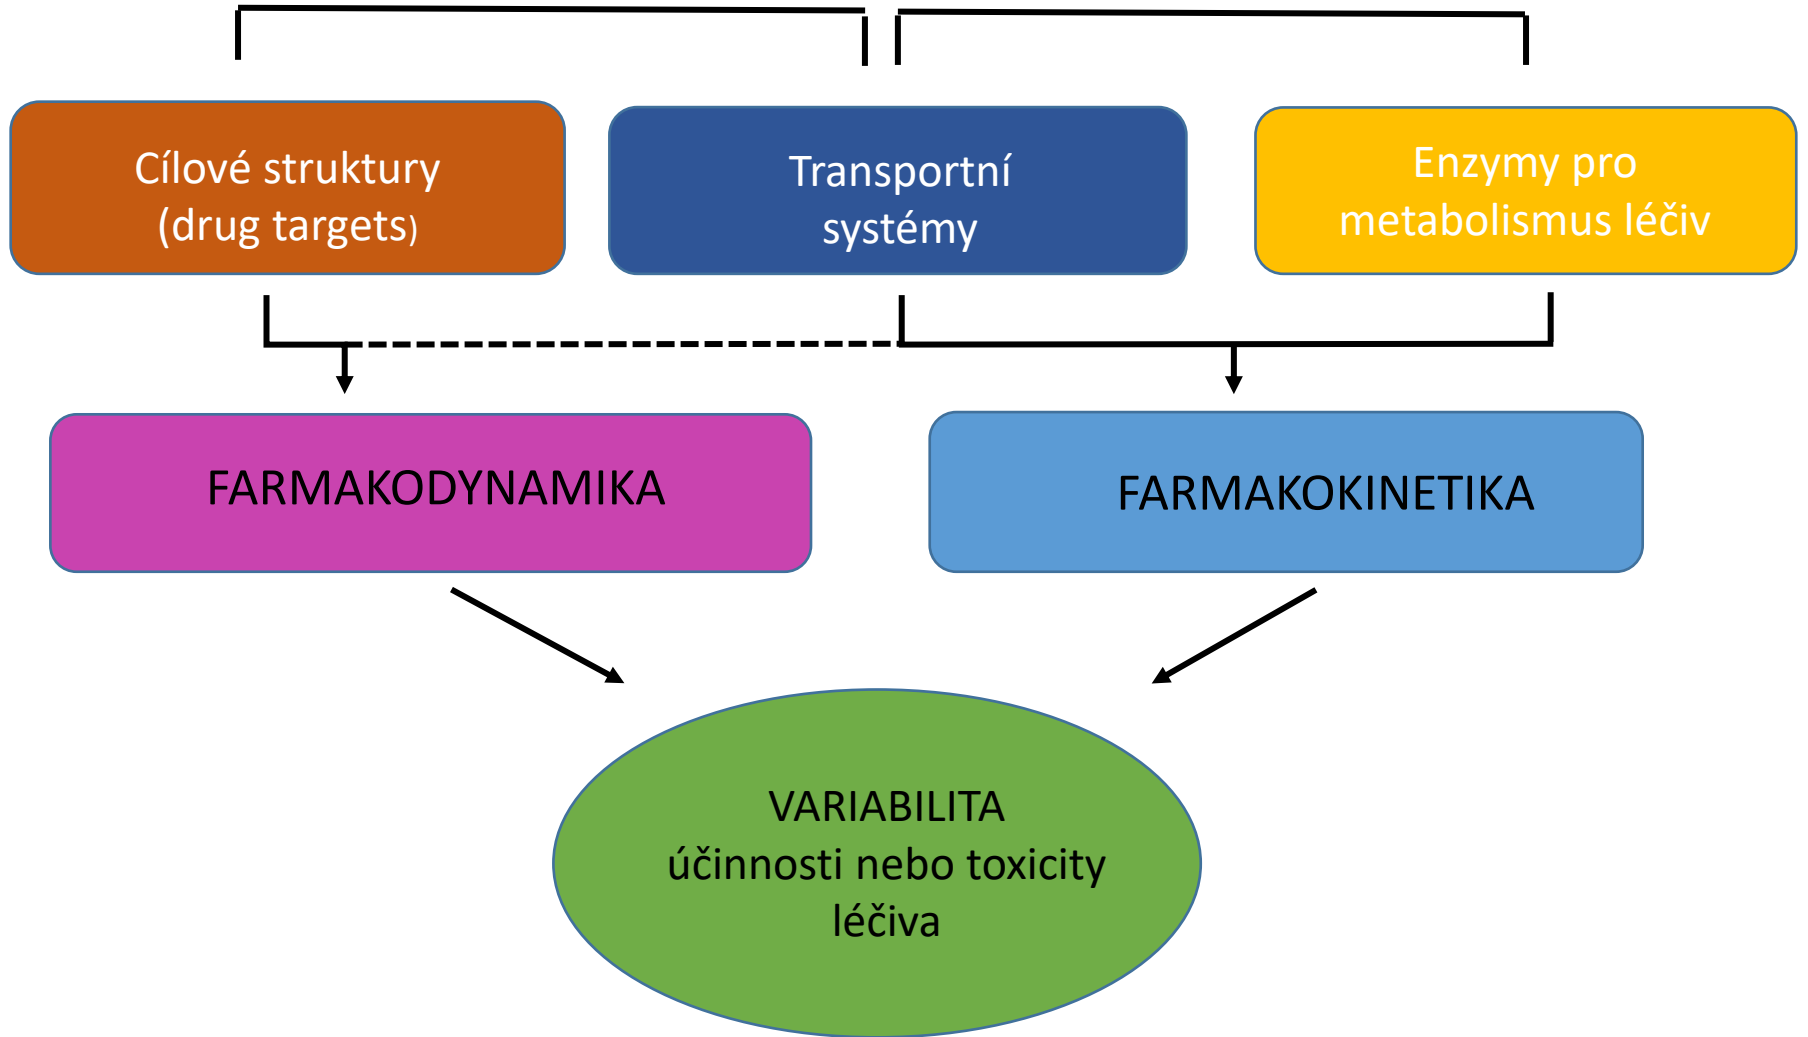 Cílové struktury
(drug targets)
Transportní
systémy
Enzymy pro
metabolismus léčiv
FARMAKODYNAMIKA
FARMAKOKINETIKA
VARIABILITA
účinnosti nebo toxicity
léčiva